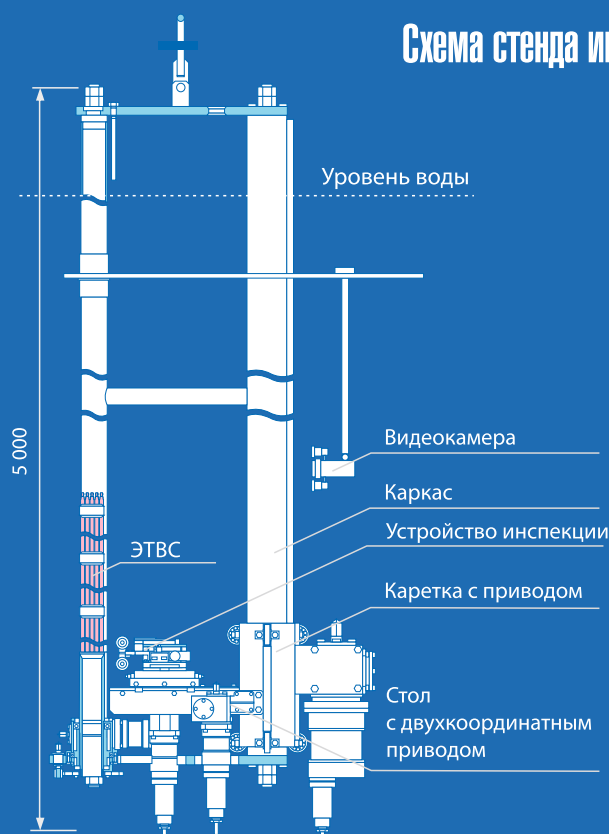 Схема стенда
Уровень воды
5 000
Видеокамера
Каркас
Устройство инспекции
ЭТВС
Каретка с приводом
Стол
с двухкоординатным
приводом